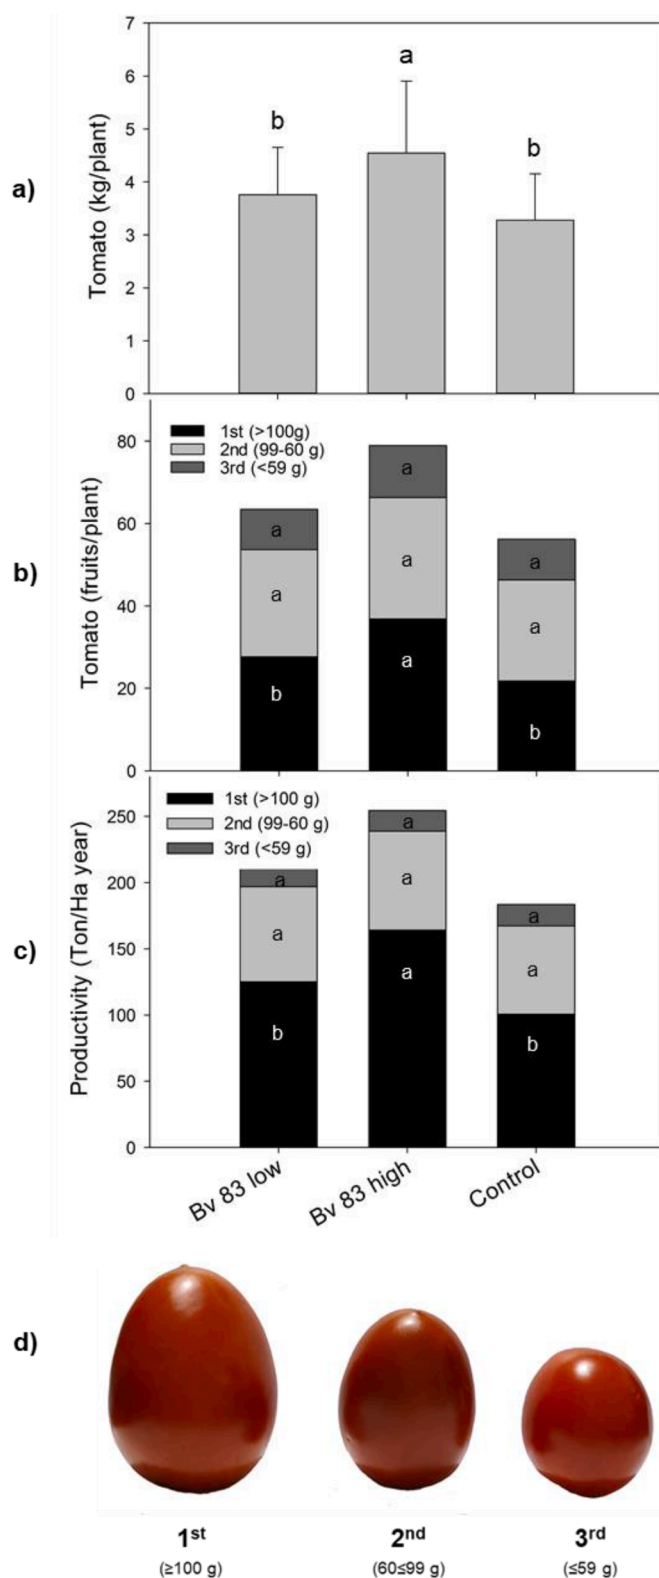 a)
Tomato (kg/plant)
7
6
5
4
3
2
1
0
b
a
b
b)
Tomato (fruits/plant)
80
60
40
20
0
1st (>100g)
2nd (99-60 g)
3rd (<59 g)
a
a
b
a
a
a
a
a
b
c)
Productivity (Ton/Ha year)
250
200
150
100
50
0
1st (>100 g)
2nd (99-60 g)
3rd (<59 g)
a
a
b
a
a
a
a
a
b
Bv 83 low
Bv 83 high
Control
d)
1st
(≥100 g)
2nd
(60≤99 g)
3rd
(≤59 g)